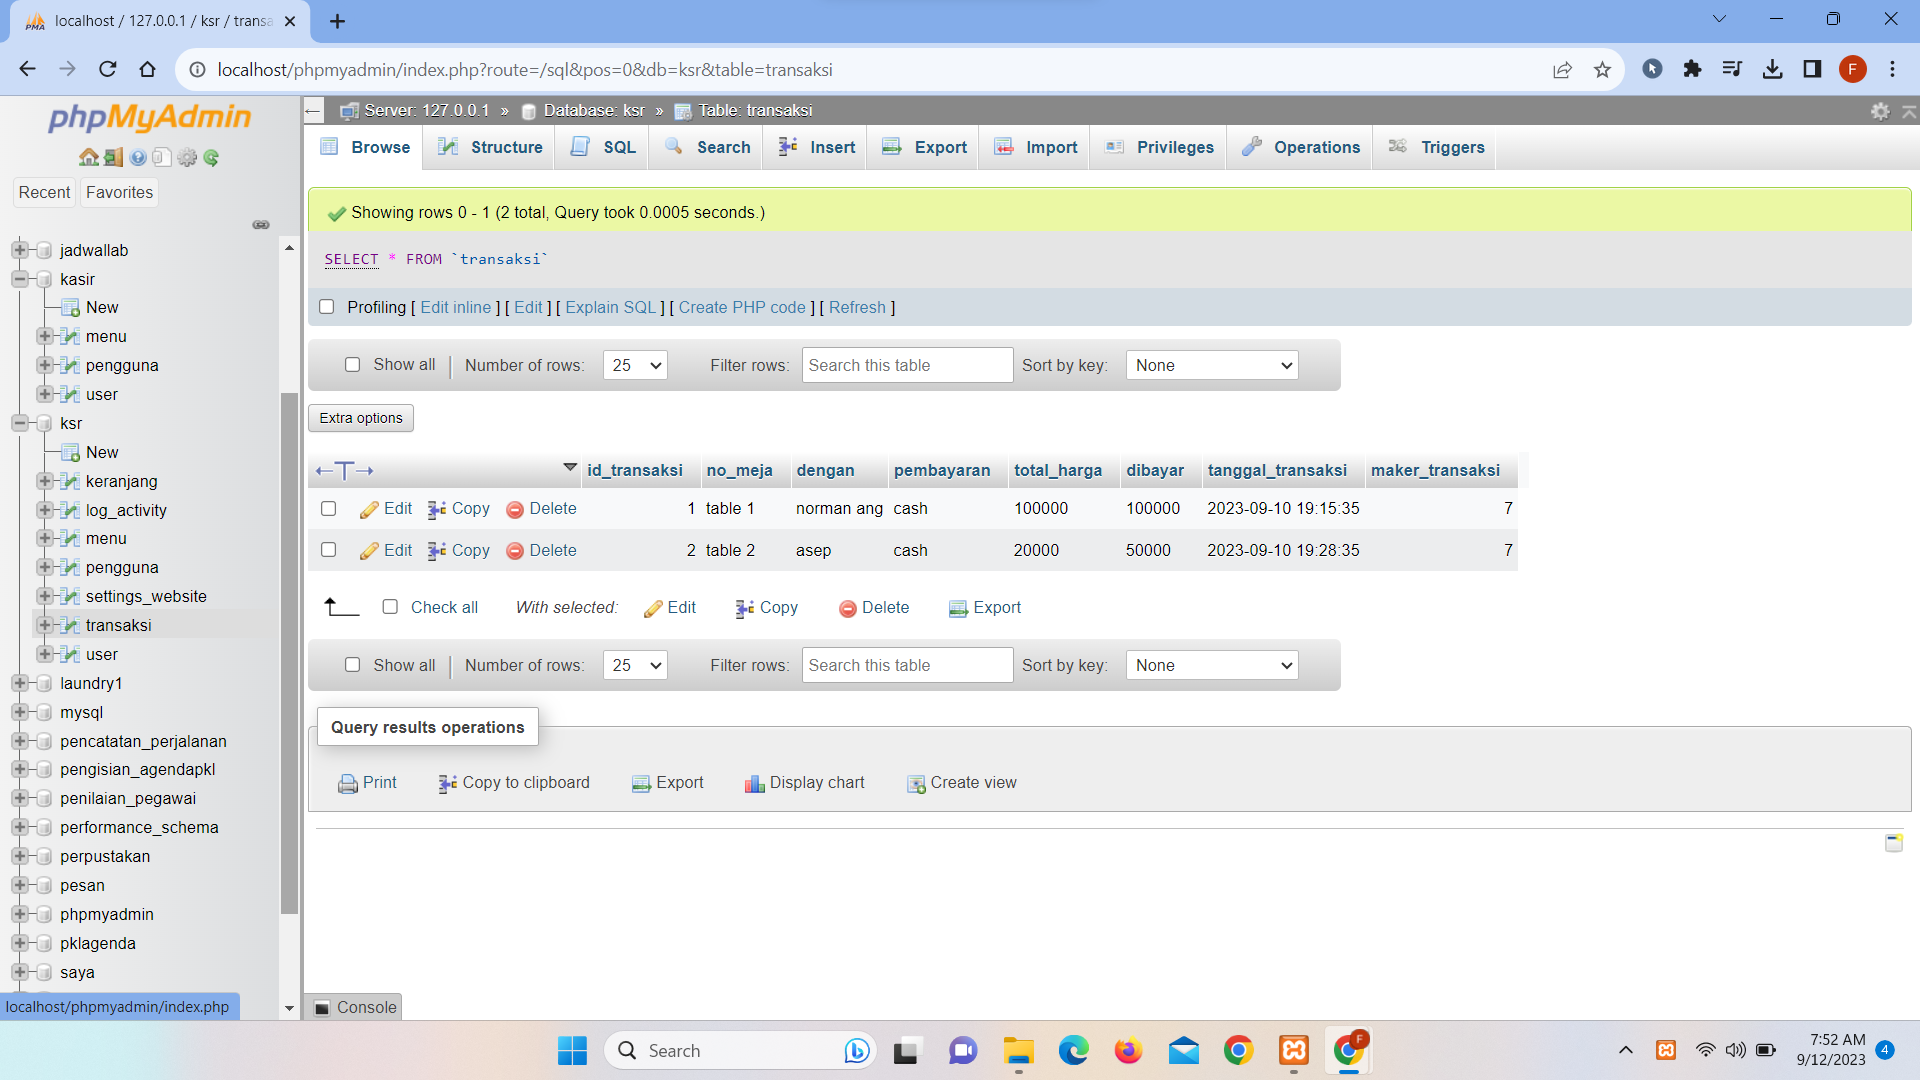 localhost / 127.0.0.1 / ksr / transa
localhost/phpmyadmin/index.php?route=/sql&pos=0&db=ksr&table=transaksi
F
phpMyAdmin
Recent
Favorites
jadwallab
kasir
New
menu
pengguna
user
ksr
New
keranjang
log_activity
menu
pengguna
settings_website
transaksi
user
laundry1
mysql
pencatatan_perjalanan
pengisian_agendapkl
penilaian_pegawai
performance_schema
perpustakan
pesan
phpmyadmin
pklagenda
saya
localhost/phpmyadmin/index.php
Server: 127.0.0.1 » Database: ksr » Table: transaksi
Browse Structure SQL Search Insert Export Import Privileges Operations Triggers
Showing rows 0 - 1 (2 total, Query took 0.0005 seconds.)
SELECT * FROM `transaksi`
Profiling [ Edit inline ] [ Edit ] [ Explain SQL ] [ Create PHP code ] [ Refresh ]
Show all Number of rows: 25 Filter rows: Search this table Sort by key: None
Extra options
id_transaksi no_meja dengan pembayaran total_harga dibayar tanggal_transaksi maker_transaksi
Edit Copy Delete 1 table 1 norman ang cash 100000 100000 2023-09-10 19:15:35 7
Edit Copy Delete 2 table 2 asep cash 20000 50000 2023-09-10 19:28:35 7
Check all With selected: Edit Copy Delete Export
Show all Number of rows: 25 Filter rows: Search this table Sort by key: None
Query results operations
Print Copy to clipboard Export Display chart Create view
Console
Search
F
7:52 AM
9/12/2023
4